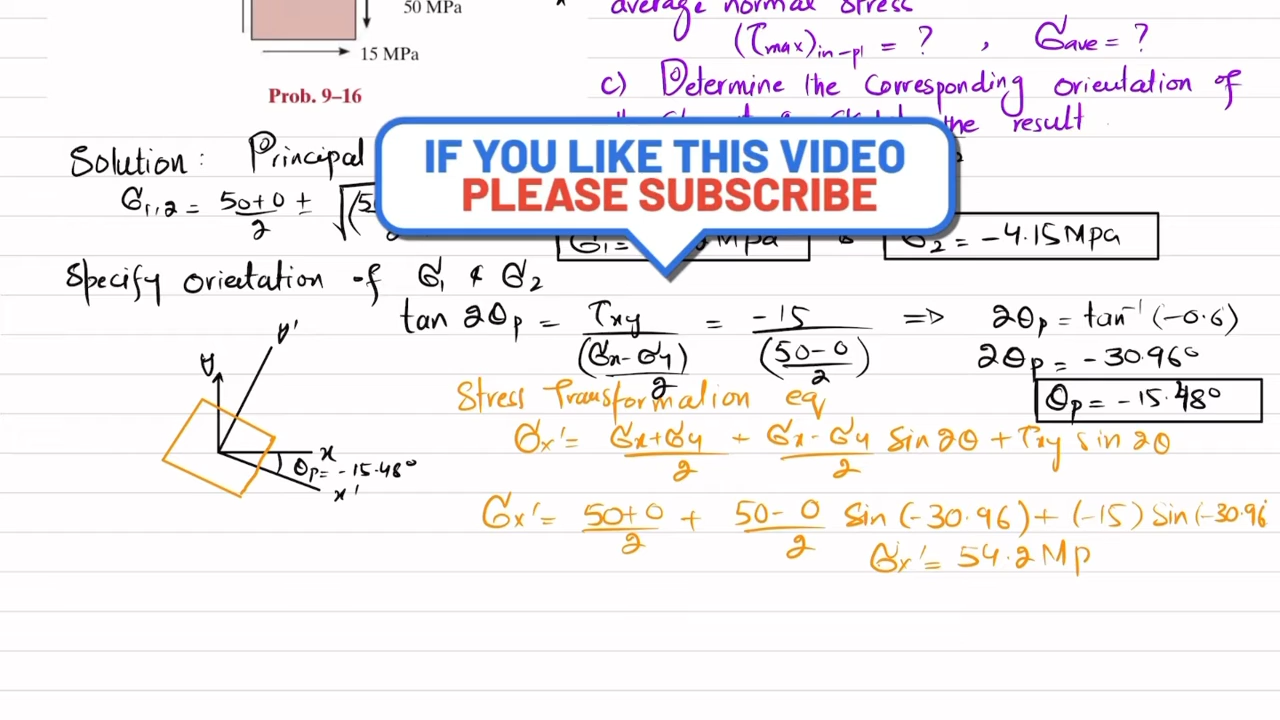 50 MPa
average normal stress
15 MPa
(τmax)in-pl = ? , σave = ?
Prob. 9–16
c) Determine the corresponding orientation of
the result
IF YOU LIKE THIS VIDEO
PLEASE SUBSCRIBE
Solution: Principal
σ1,2 = 50+0/2 ± √(5
σ1= MPa & σ2 = -4.15 MPa
Specify orieetation of σ1 & σ2
tan 2θp = τxy/((σx-σy)/2) = -15/((50-0)/2) => 2θp = tan⁻¹(-0.6)
2θp = -30.96°
θp = -15.48°
Stress Transformation eq
σx' = σx+σy/2 + σx-σy/2 sin 2θ + τxy sin 2θ
y'
y
x
θp = -15.48°
x'
σx' = 50+0/2 + 50-0/2 sin(-30.96) + (-15) sin(-30.96
σx' = 54.2 Mp